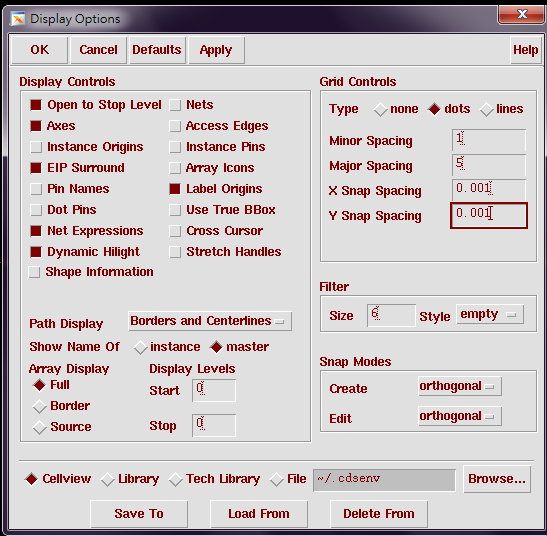 Display Options
OK Cancel Defaults Apply Help
Display Controls
Open to Stop Level Nets
Axes Access Edges
Instance Origins Instance Pins
EIP Surround Array Icons
Pin Names Label Origins
Dot Pins Use True BBox
Net Expressions Cross Cursor
Dynamic Hilight Stretch Handles
Shape Information
Path Display Borders and Centerlines
Show Name Of instance master
Array Display Display Levels
Full Start 0
Border
Source Stop 0
Grid Controls
Type none dots lines
Minor Spacing 1
Major Spacing 5
X Snap Spacing 0.001
Y Snap Spacing 0.001
Filter
Size 6 Style empty
Snap Modes
Create orthogonal
Edit orthogonal
Cellview Library Tech Library File ~/.cdsenv Browse...
Save To Load From Delete From